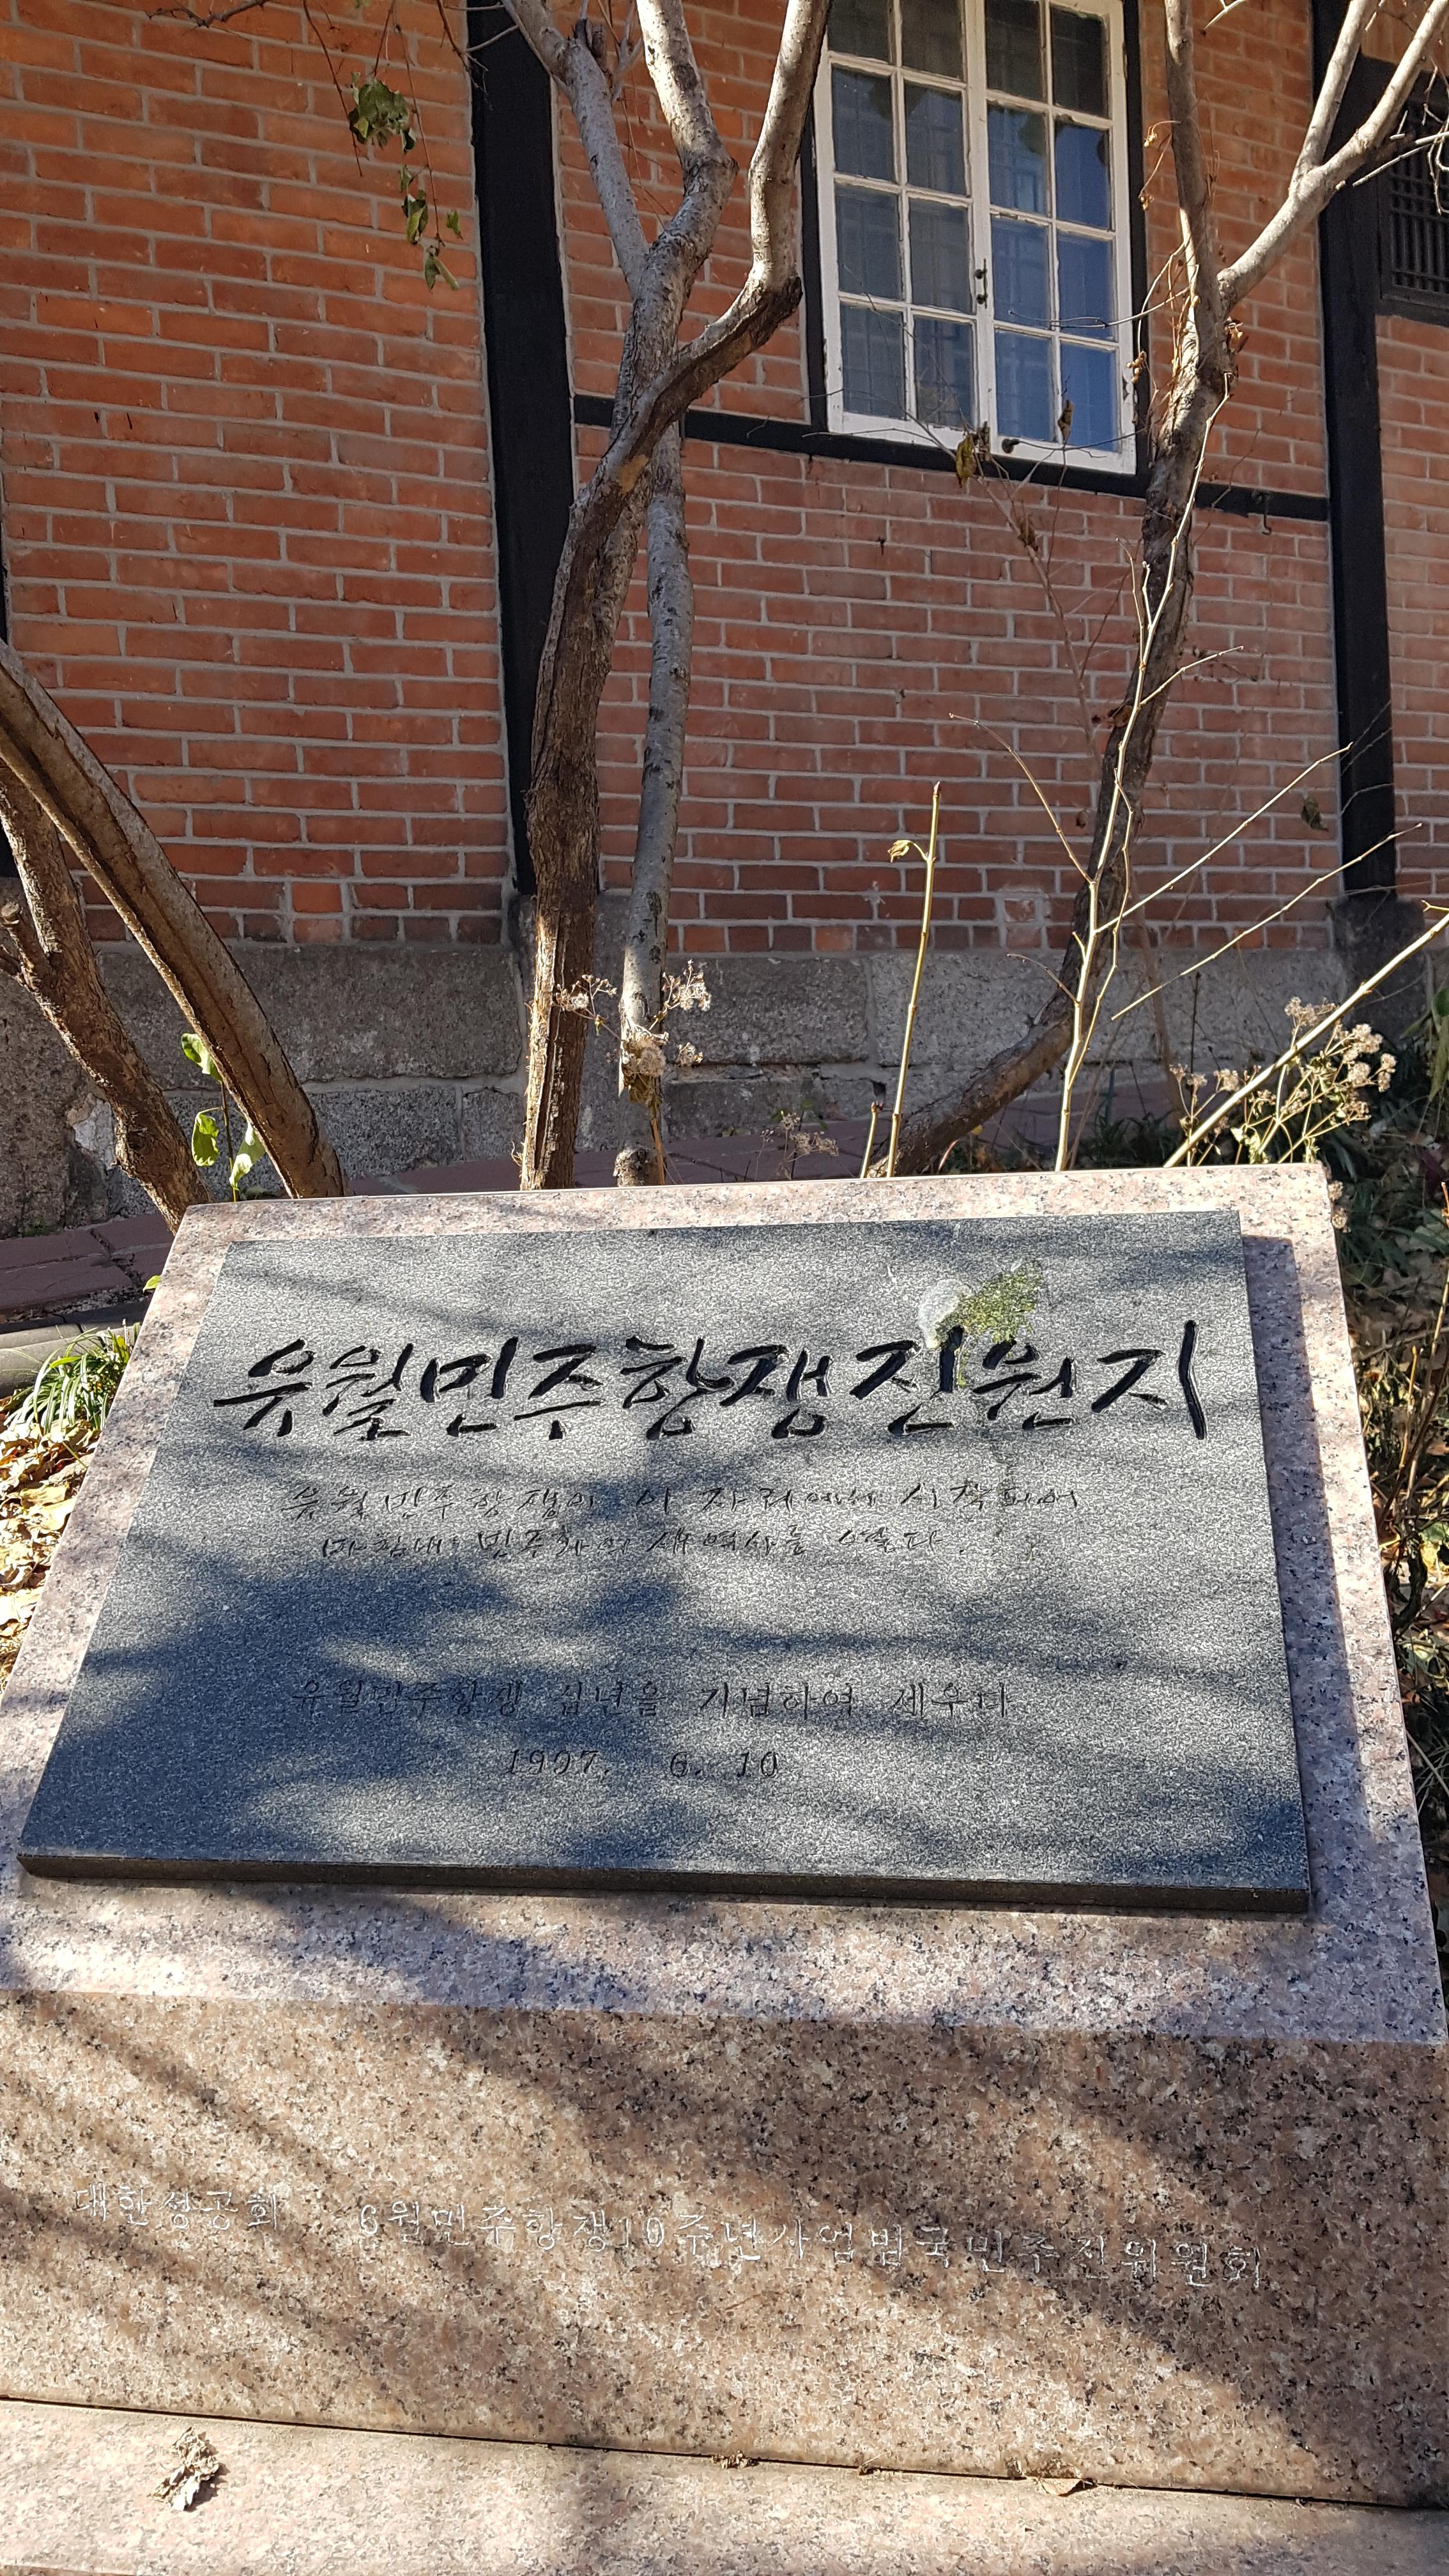 유월민주항쟁진원지
유월민주항쟁이 이 자리에서 시작되어
마침내 민주화의 새역사를 열다.
유월민주항쟁 십년을 기념하여 세우다
1997. 6. 10
대한성공회 6월민주항쟁10주년사업범국민추진위원회